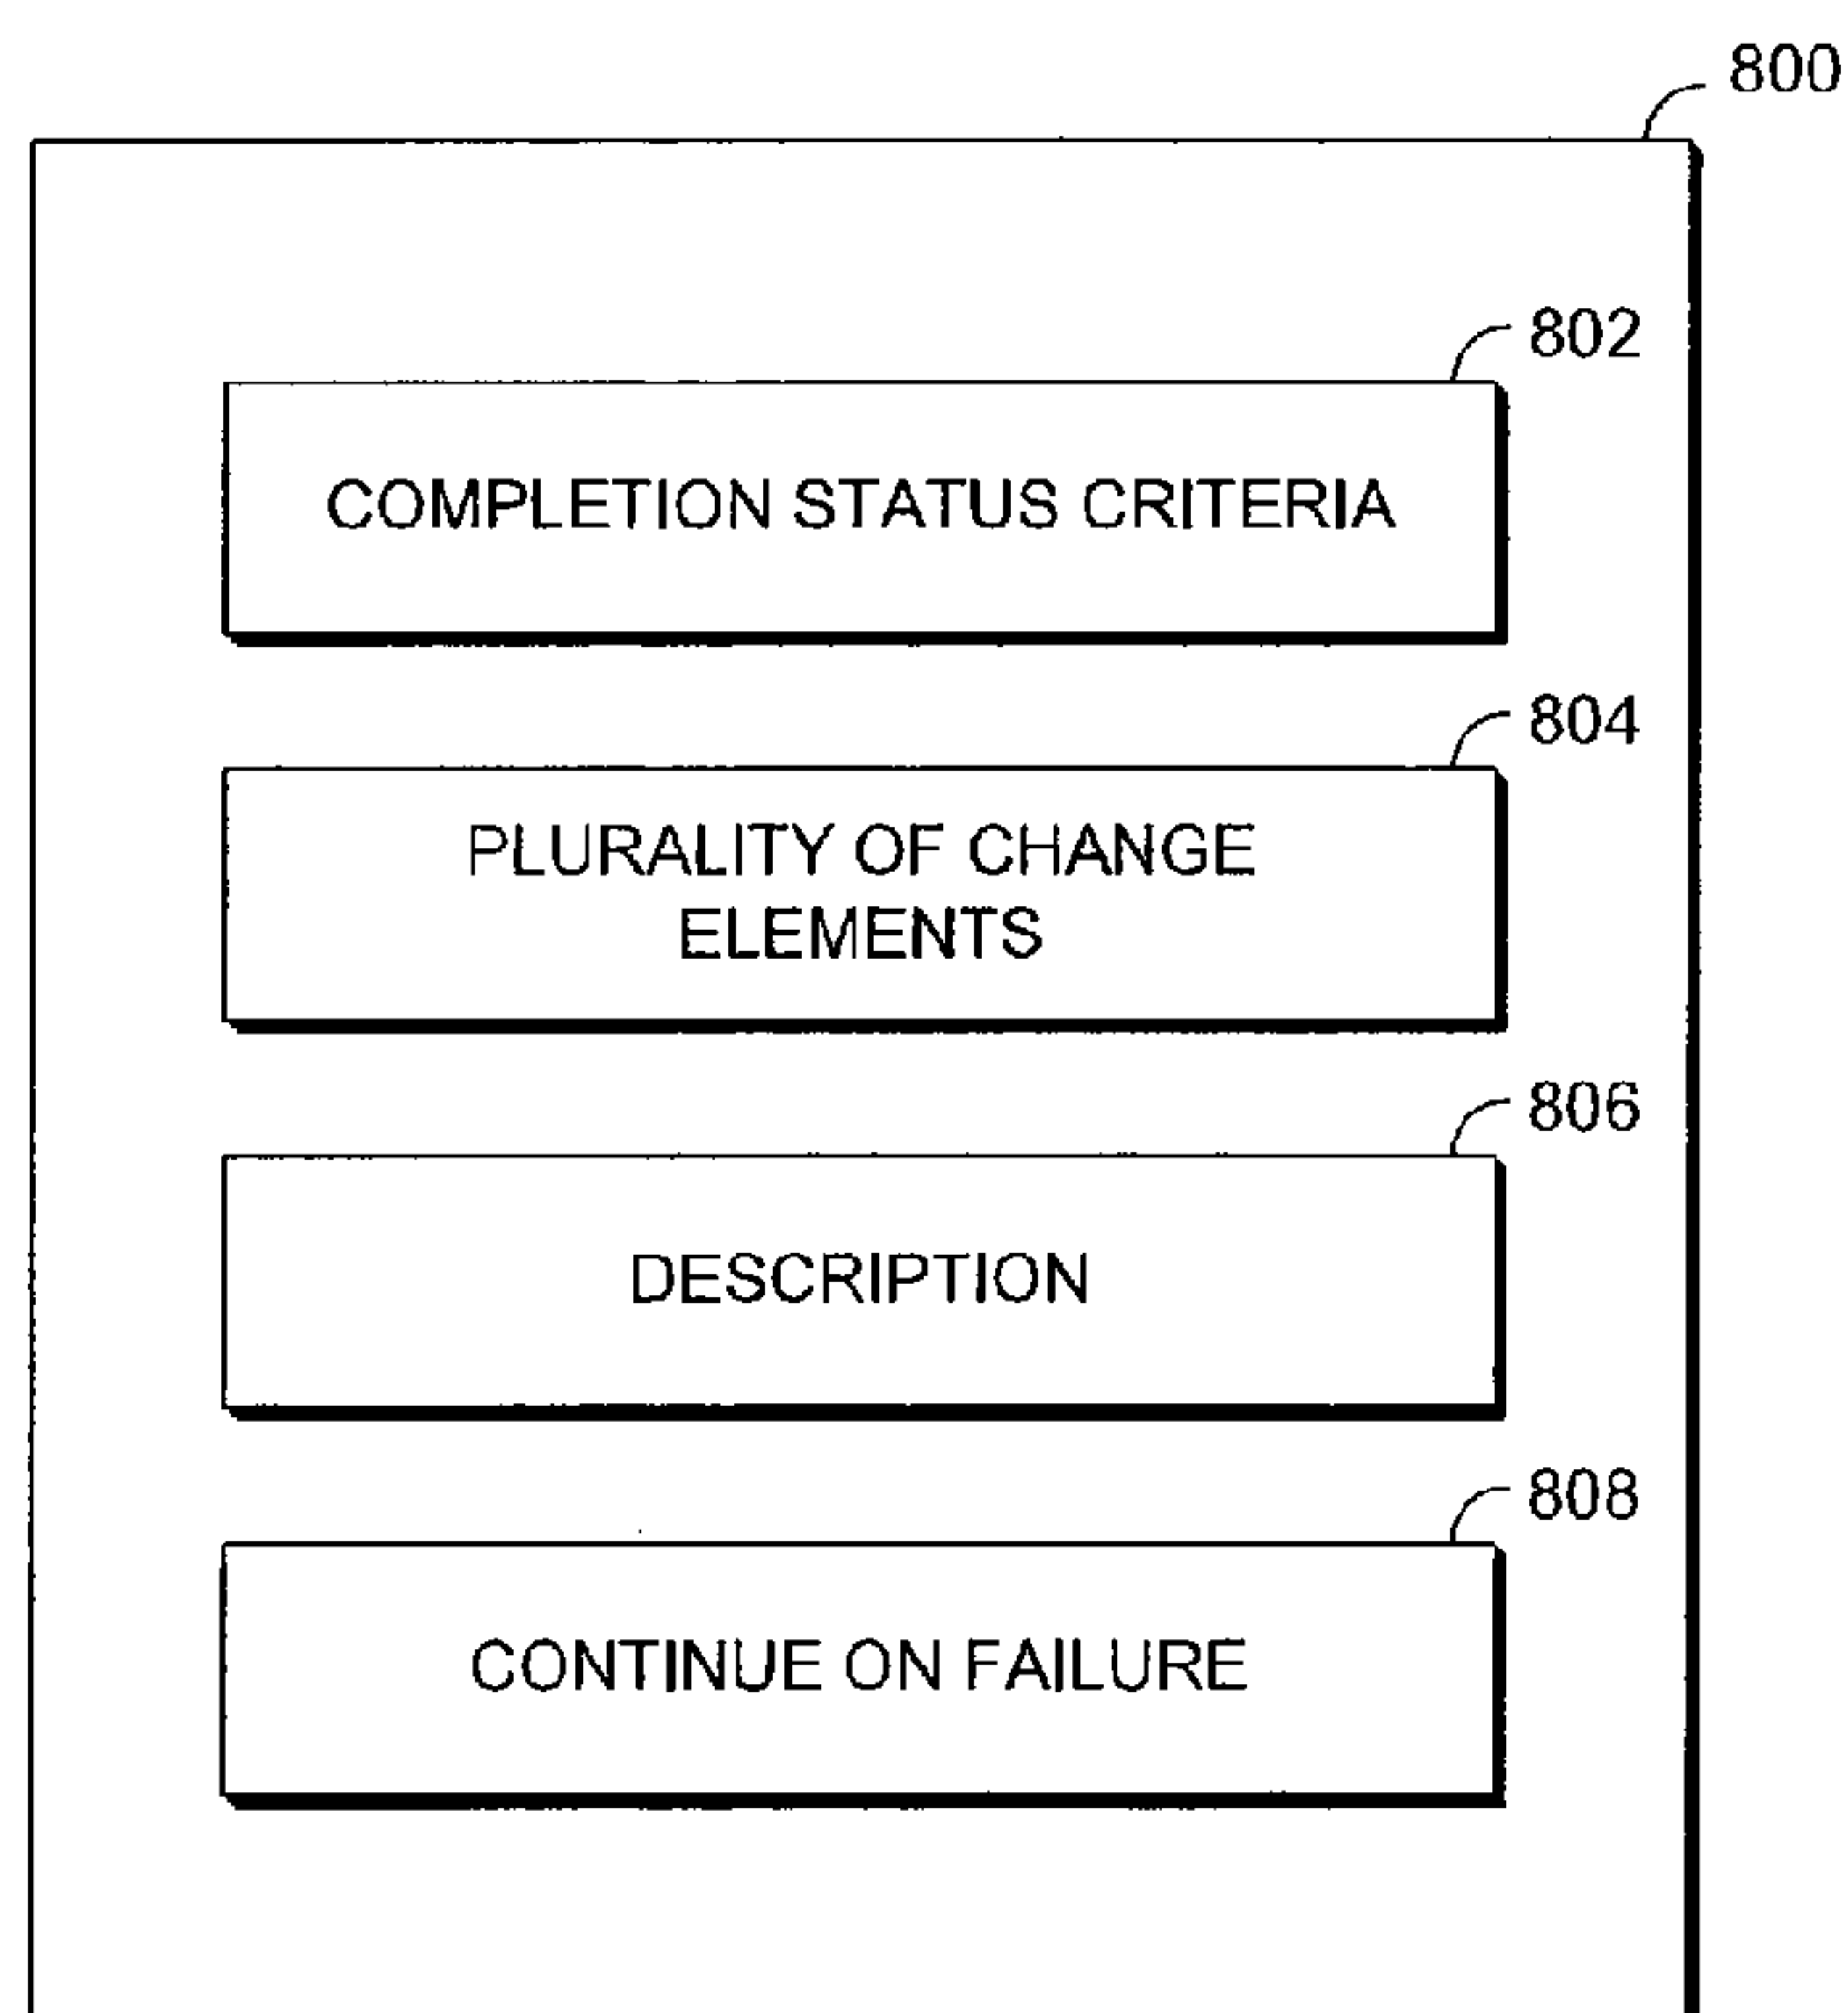 800
802
COMPLETION STATUS CRITERIA
804
PLURALITY OF CHANGE
ELEMENTS
806
DESCRIPTION
808
CONTINUE ON FAILURE